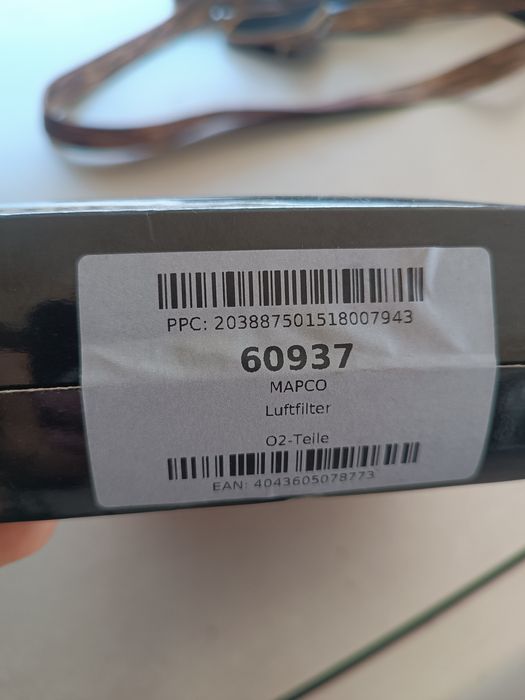 PPC: 203887501518007943
60937
MAPCO
Luftfilter
O2-Teile
EAN: 4043605078773